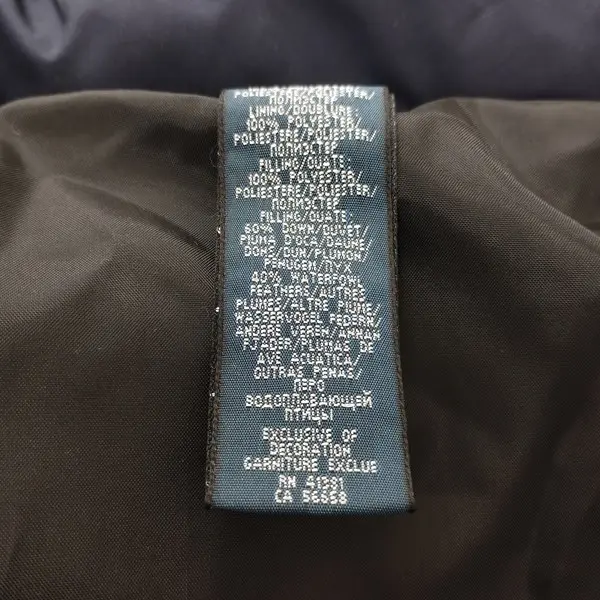 POLIESTERE/POLIESTER/
ПОЛИЭСТЕР
LINING/DOUBLURE:
100% POLYESTER/
POLIESTERE/POLIESTER/
ПОЛИЭСТЕР
FILLING/OUATE:
100% POLYESTER/
POLIESTERE/POLIESTER/
ПОЛИЭСТЕР
FILLING/OUATE:
60% DOWN/DUVET/
PIUMA D'OCA/DAUNE/
DONS/DUN/PLUMON/
PENUGEM/ПУХ
40% WATERFOWL
FEATHERS/AUTRES
PLUMES/ALTRE PIUME/
WASSERVOGEL FEDERN/
ANDERE VEREN/ANNAN
FJADER/PLUMAS DE
AVE ACUATICA/
OUTRAS PENAS/
ПЕРО
ВОДОПЛАВАЮЩЕЙ
ПТИЦЫ
EXCLUSIVE OF
DECORATION
GARNITURE EXCLUE
RN 41381
CA 56668